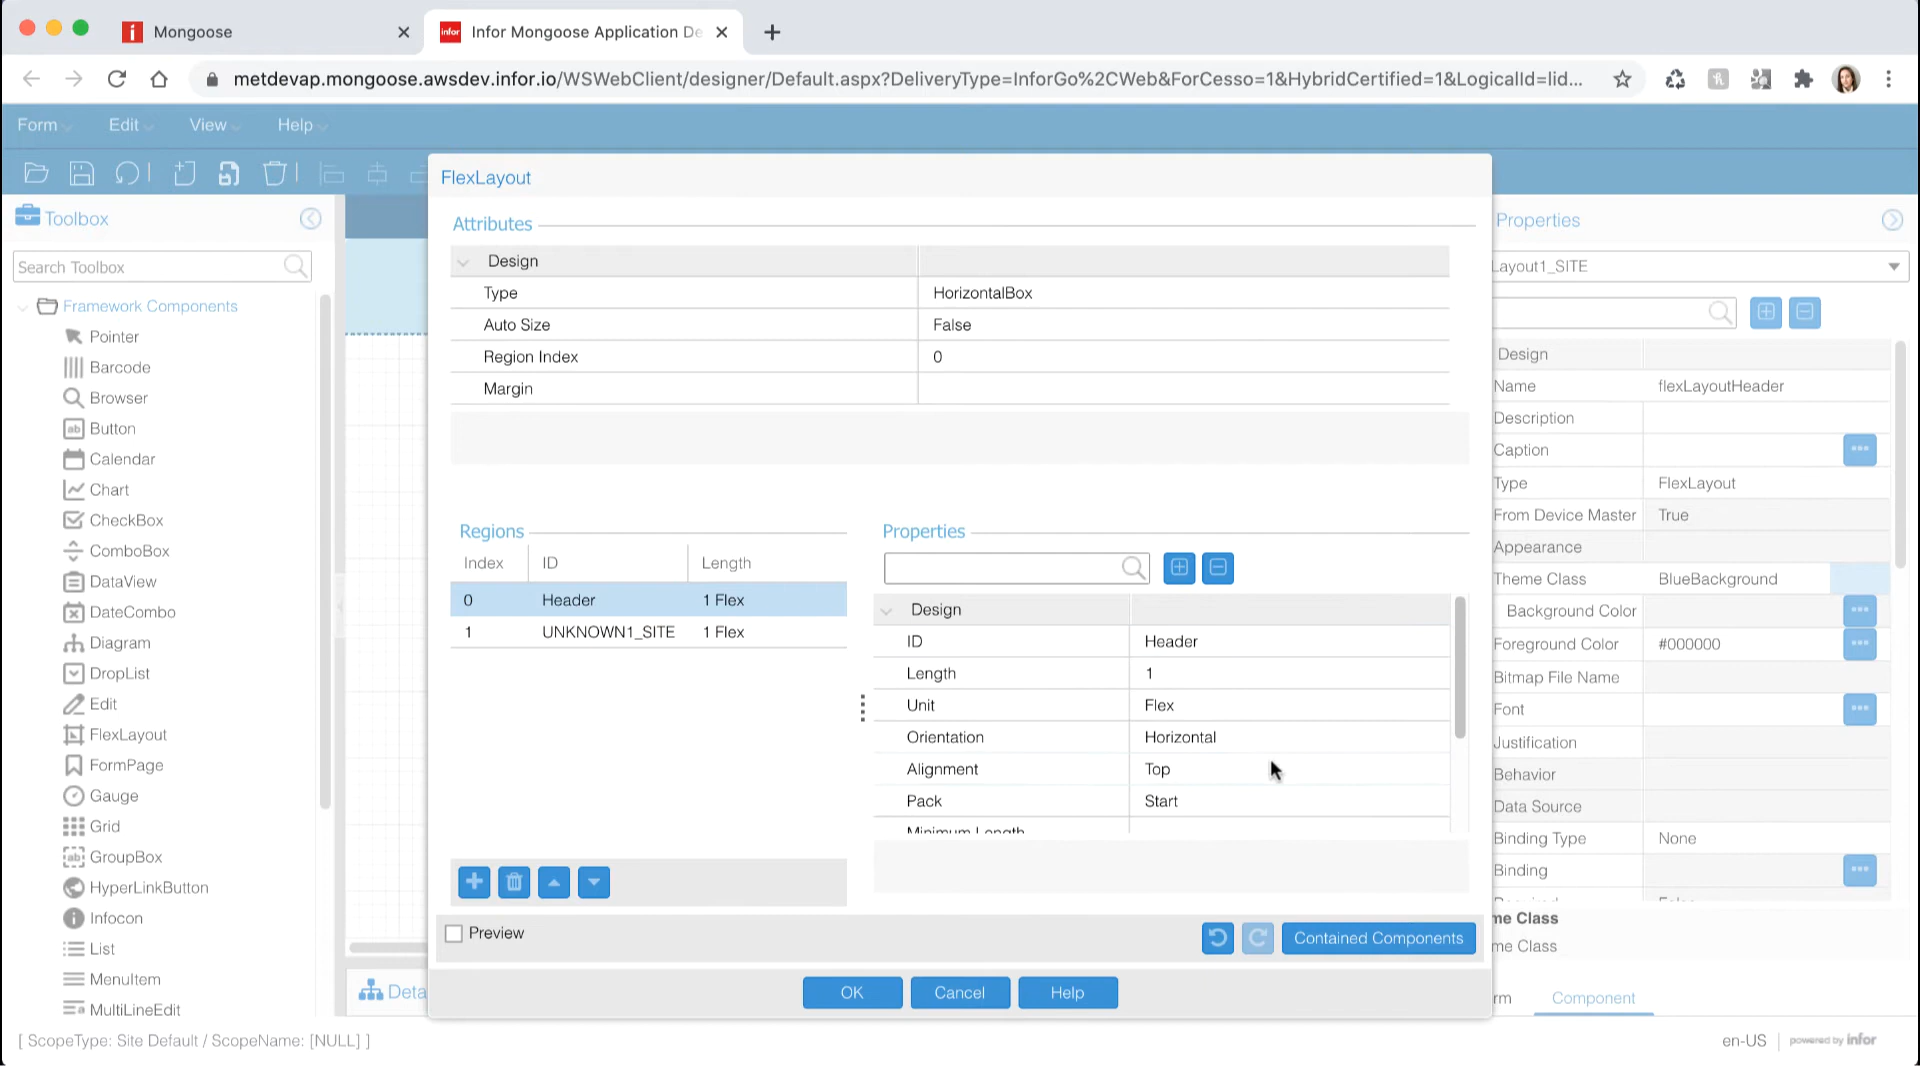 Mongoose
infor Infor Mongoose Application De
metdevap.mongoose.awsdev.infor.io/WSWebClient/designer/Default.aspx?DeliveryType=InforGo%2CWeb&ForCesso=1&HybridCertified=1&LogicalId=lid...
Form Edit View Help
Toolbox
Search Toolbox
Framework Components
Pointer
Barcode
Browser
Button
Calendar
Chart
CheckBox
ComboBox
DataView
DateCombo
Diagram
DropList
Edit
FlexLayout
FormPage
Gauge
Grid
GroupBox
HyperLinkButton
Infocon
List
MenuItem
MultiLineEdit
Deta
FlexLayout
Attributes
Design
Type HorizontalBox
Auto Size False
Region Index 0
Margin
Regions
Index ID Length
0 Header 1 Flex
1 UNKNOWN1_SITE 1 Flex
Properties
Design
ID Header
Length 1
Unit Flex
Orientation Horizontal
Alignment Top
Pack Start
Minimum Length
Preview
Contained Components
OK Cancel Help
Properties
Layout1_SITE
Design
Name flexLayoutHeader
Description
Caption
Type FlexLayout
From Device Master True
Appearance
Theme Class BlueBackground
Background Color
Foreground Color #000000
Bitmap File Name
Font
Justification
Behavior
Data Source
Binding Type None
Binding
me Class
me Class
rm Component
[ ScopeType: Site Default / ScopeName: [NULL] ]
en-US powered by infor